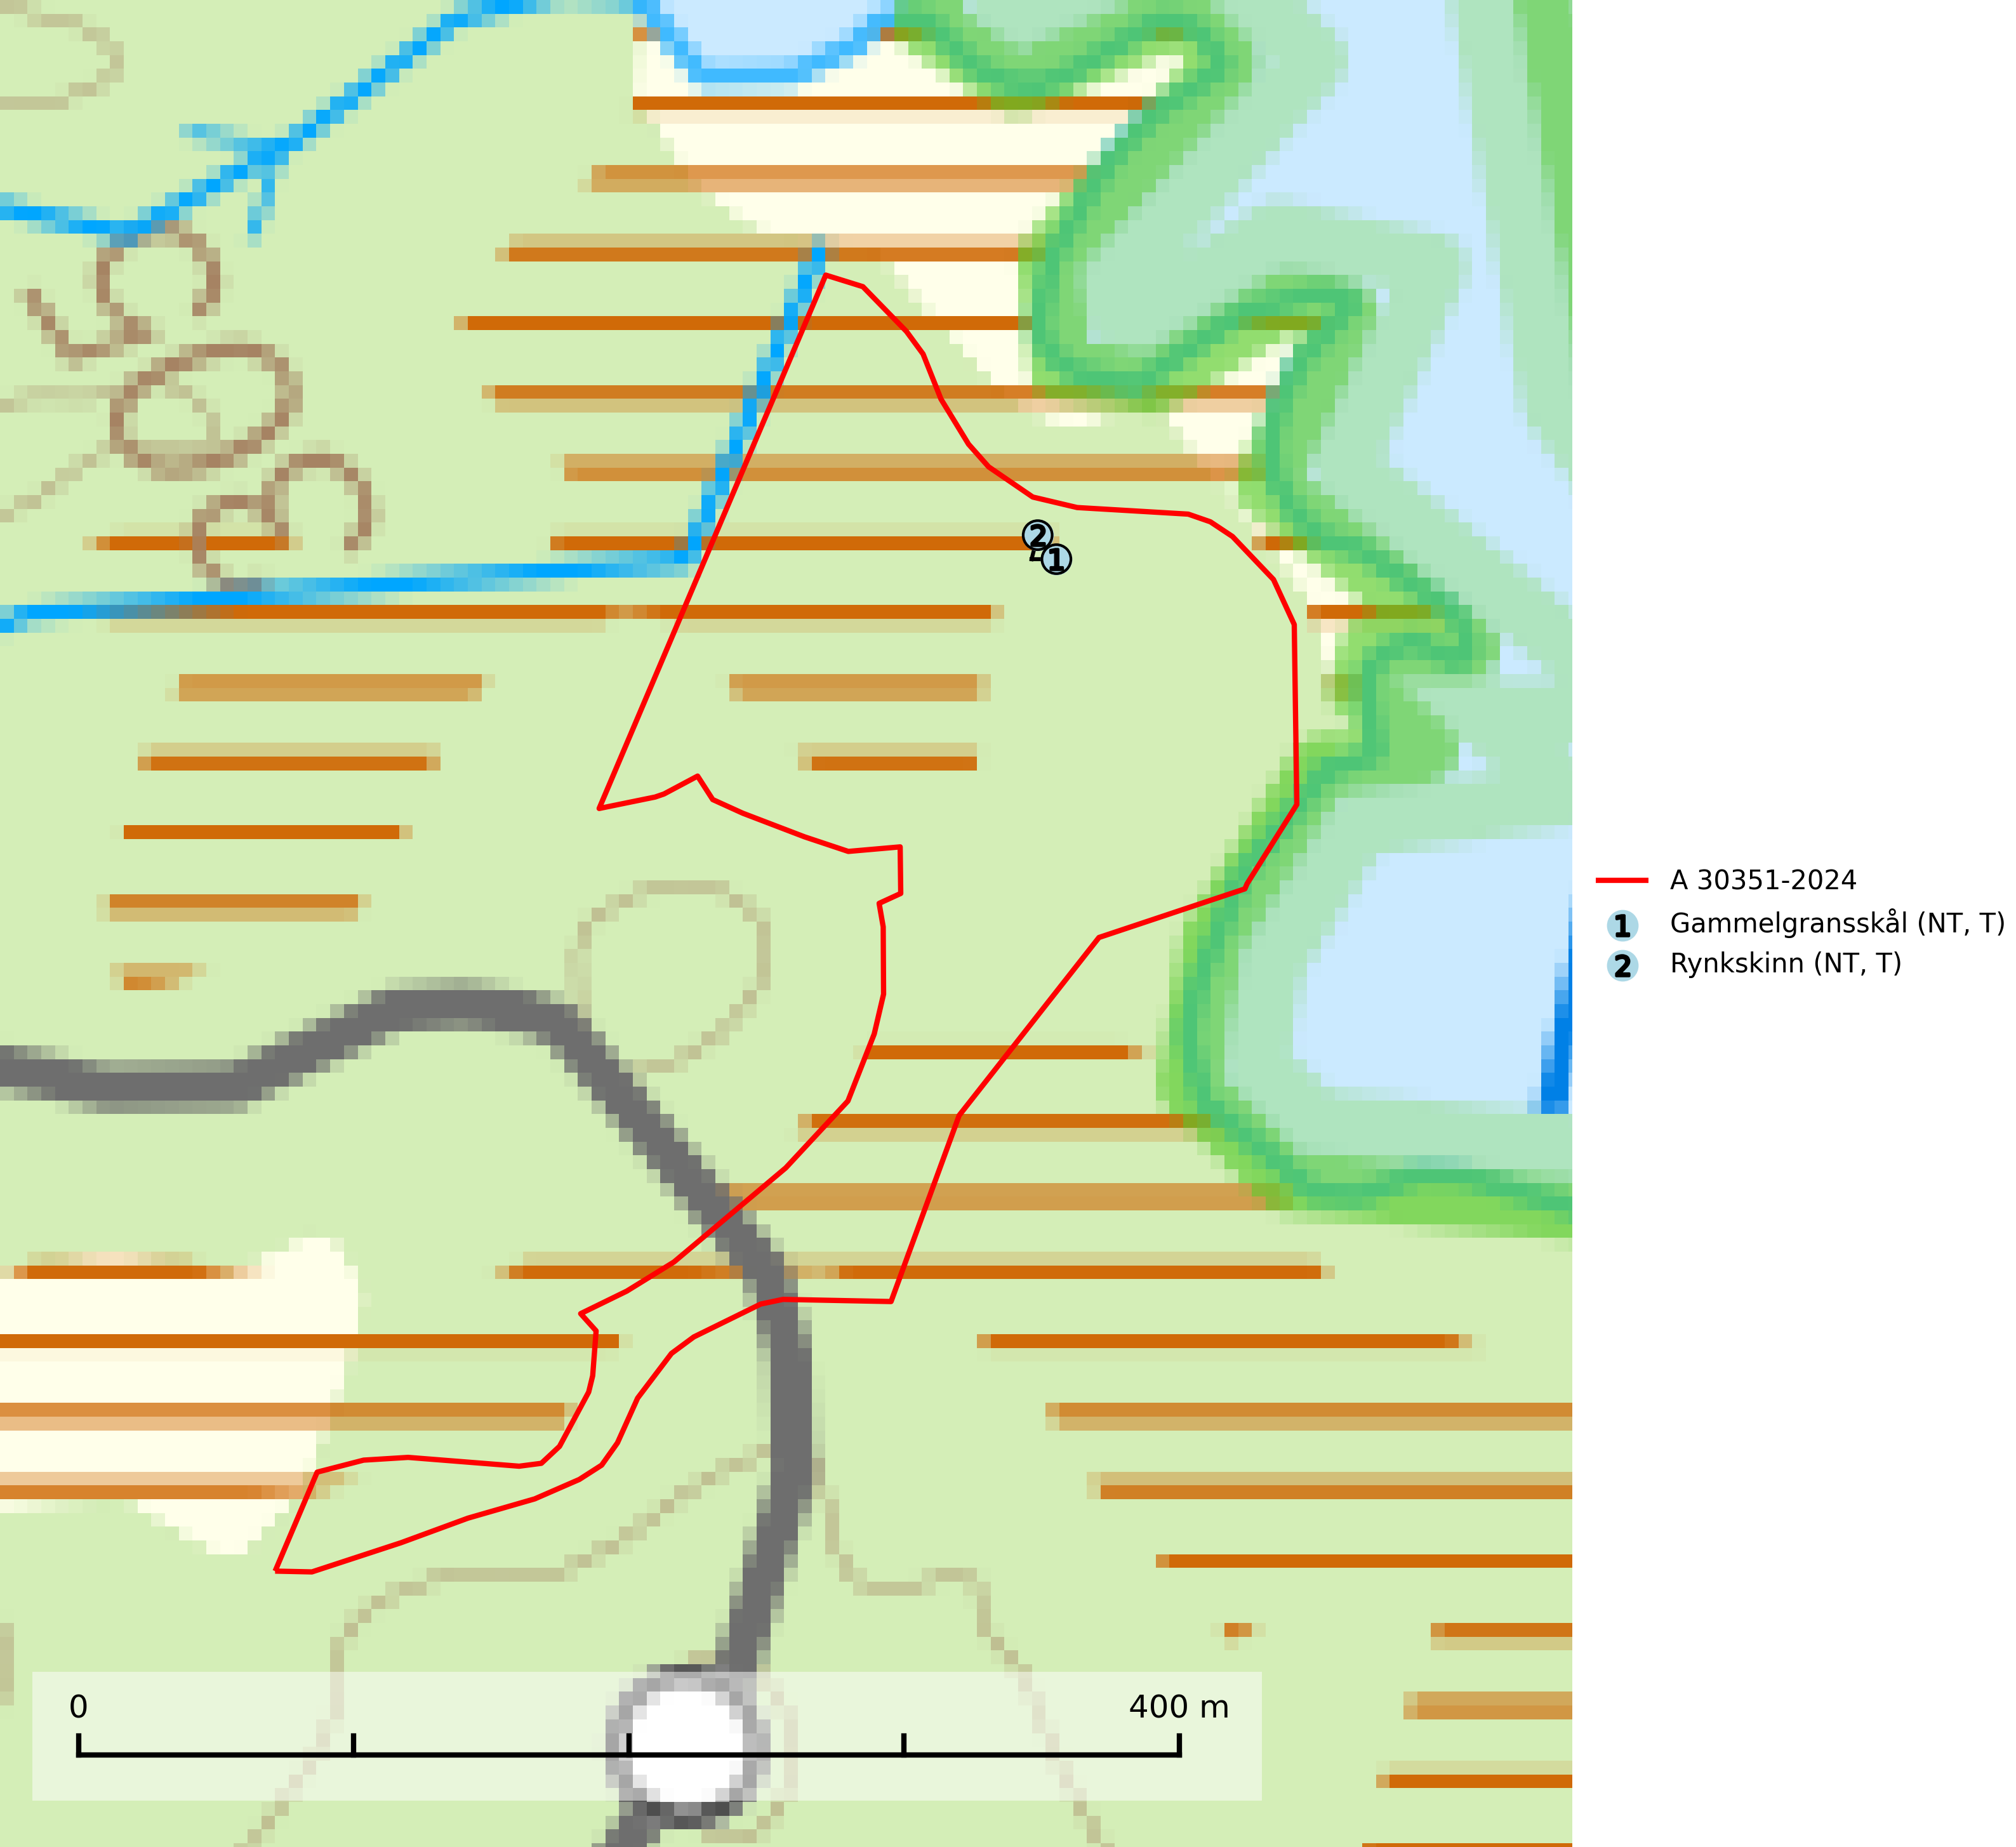 2
1
A 30351-2024
1 Gammelgransskål (NT, T)
2 Rynkskinn (NT, T)
0 400 m